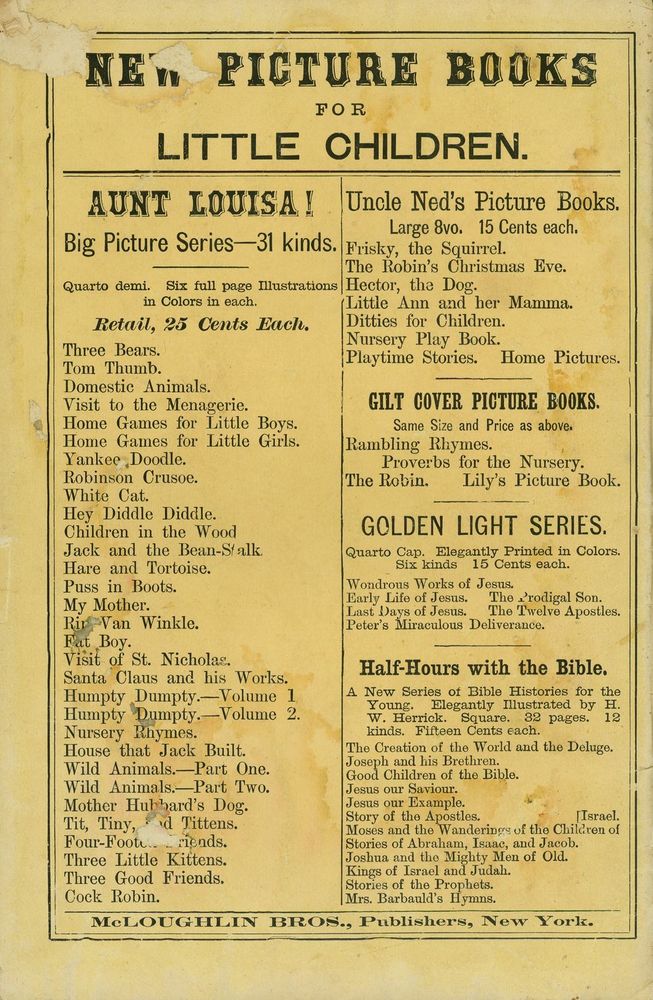 NEW PICTURE BOOKS
FOR
LITTLE CHILDREN.
AUNT LOUISA!
Big Picture Series—31 kinds.
Quarto demi. Six full page Illustrations
in Colors in each.
Retail, 25 Cents Each.
Three Bears.
Tom Thumb.
Domestic Animals.
Visit to the Menagerie.
Home Games for Little Boys.
Home Games for Little Girls.
Yankee Doodle.
Robinson Crusoe.
White Cat.
Hey Diddle Diddle.
Children in the Wood
Jack and the Bean-Stalk.
Hare and Tortoise.
Puss in Boots.
My Mother.
Rip Van Winkle.
Fat Boy.
Visit of St. Nicholas.
Santa Claus and his Works.
Humpty Dumpty.—Volume 1
Humpty Dumpty.—Volume 2.
Nursery Rhymes.
House that Jack Built.
Wild Animals.—Part One.
Wild Animals.—Part Two.
Mother Hubbard's Dog.
Tit, Tiny, Tittens.
Four-Footed Friends.
Three Little Kittens.
Three Good Friends.
Cock Robin.
Uncle Ned's Picture Books.
Large 8vo. 15 Cents each.
Frisky, the Squirrel.
The Robin's Christmas Eve.
Hector, the Dog.
Little Ann and her Mamma.
Ditties for Children.
Nursery Play Book.
Playtime Stories. Home Pictures.
GILT COVER PICTURE BOOKS.
Same Size and Price as above.
Rambling Rhymes.
Proverbs for the Nursery.
The Robin. Lily's Picture Book.
GOLDEN LIGHT SERIES.
Quarto Cap. Elegantly Printed in Colors.
Six kinds 15 Cents each.
Wondrous Works of Jesus.
Early Life of Jesus. The Prodigal Son.
Last Days of Jesus. The Twelve Apostles.
Peter's Miraculous Deliverance.
Half-Hours with the Bible.
A New Series of Bible Histories for the
Young. Elegantly Illustrated by H.
W. Herrick. Square. 32 pages. 12
kinds. Fifteen Cents each.
The Creation of the World and the Deluge.
Joseph and his Brethren.
Good Children of the Bible.
Jesus our Saviour.
Jesus our Example.
Story of the Apostles. [Israel.
Moses and the Wanderings of the Children of
Stories of Abraham, Isaac, and Jacob.
Joshua and the Mighty Men of Old.
Kings of Israel and Judah.
Stories of the Prophets.
Mrs. Barbauld's Hymns.
McLOUGHLIN BROS., Publishers, New York.